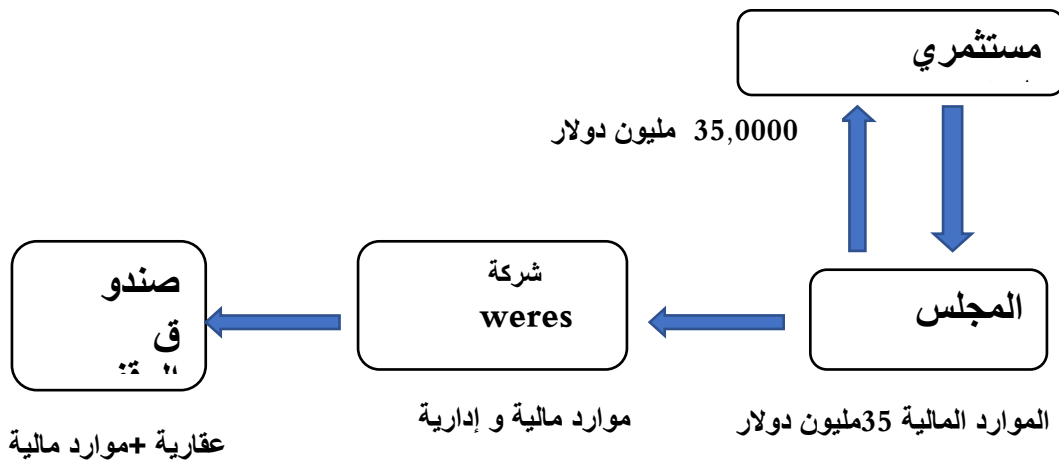 مستثمري
35,0000 مليون دولار
المجلس
شركة
weres
صندو
ق
الموارد المالية 35مليون دولار
موارد مالية و إدارية
عقارية +موارد مالية